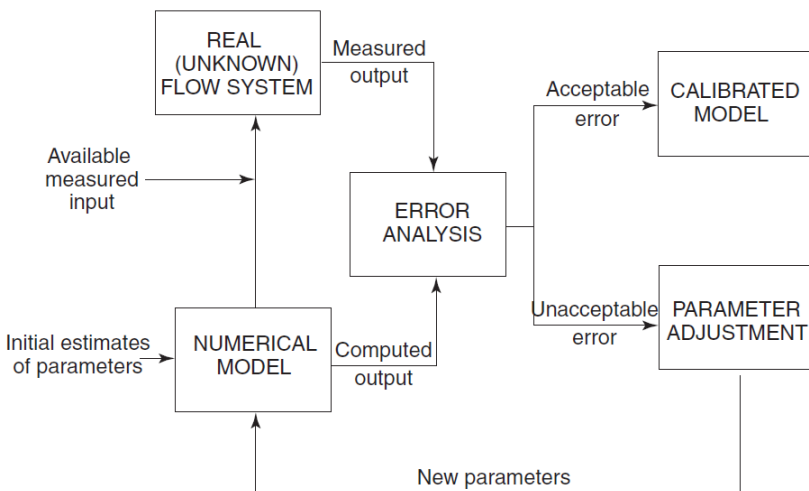 REAL
(UNKNOWN)
FLOW SYSTEM
Measured
output
Acceptable
error
CALIBRATED
MODEL
Available
measured
input
ERROR
ANALYSIS
Initial estimates
of parameters
NUMERICAL
MODEL
Computed
output
Unacceptable
error
PARAMETER
ADJUSTMENT
New parameters